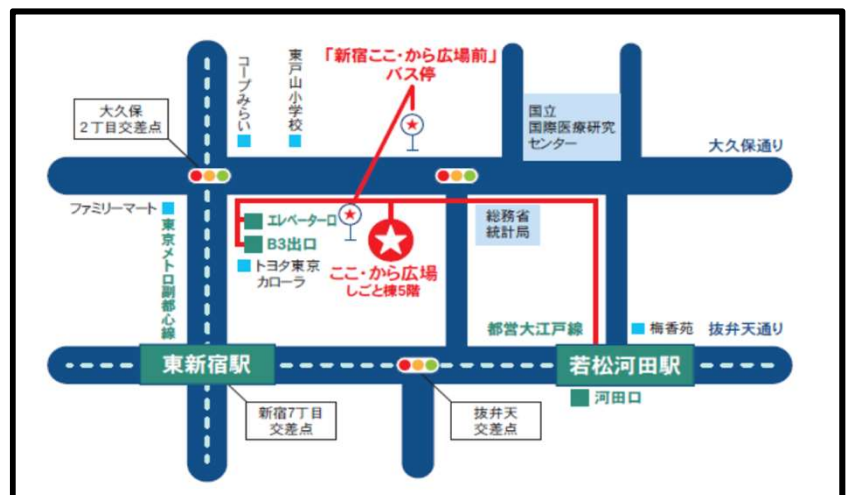 「新宿ここ・から広場前」
バス停
コープみらい
東戸山小学校
大久保
2丁目交差点
国立
国際医療研究
センター
大久保通り
ファミリーマート
東京メトロ副都心線
エレベーター口
B3出口
トヨタ東京
カローラ
ここ・から広場
しごと棟5階
総務省
統計局
都営大江戸線
梅香苑
抜弁天通り
東新宿駅
若松河田駅
河田口
新宿7丁目
交差点
抜弁天
交差点